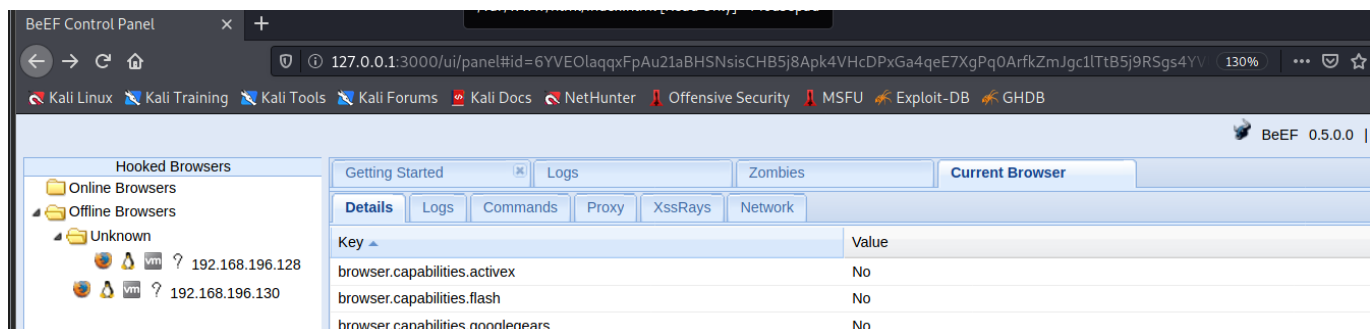 BeEF Control Panel × +
127.0.0.1:3000/ui/panel#id=6YVEOlaqqxFpAu21aBHSNsisCHB5j8Apk4VHcDPxGa4qeE7XgPq0ArfkZmJgc1lTtB5j9RSgs4YV 130%
Kali Linux Kali Training Kali Tools Kali Forums Kali Docs NetHunter Offensive Security MSFU Exploit-DB GHDB
BeEF 0.5.0.0 |
Hooked Browsers
Online Browsers
Offline Browsers
Unknown
? 192.168.196.128
? 192.168.196.130
Getting Started Logs Zombies Current Browser
Details Logs Commands Proxy XssRays Network
Key Value
browser.capabilities.activex No
browser.capabilities.flash No
browser.capabilities.googlegears No